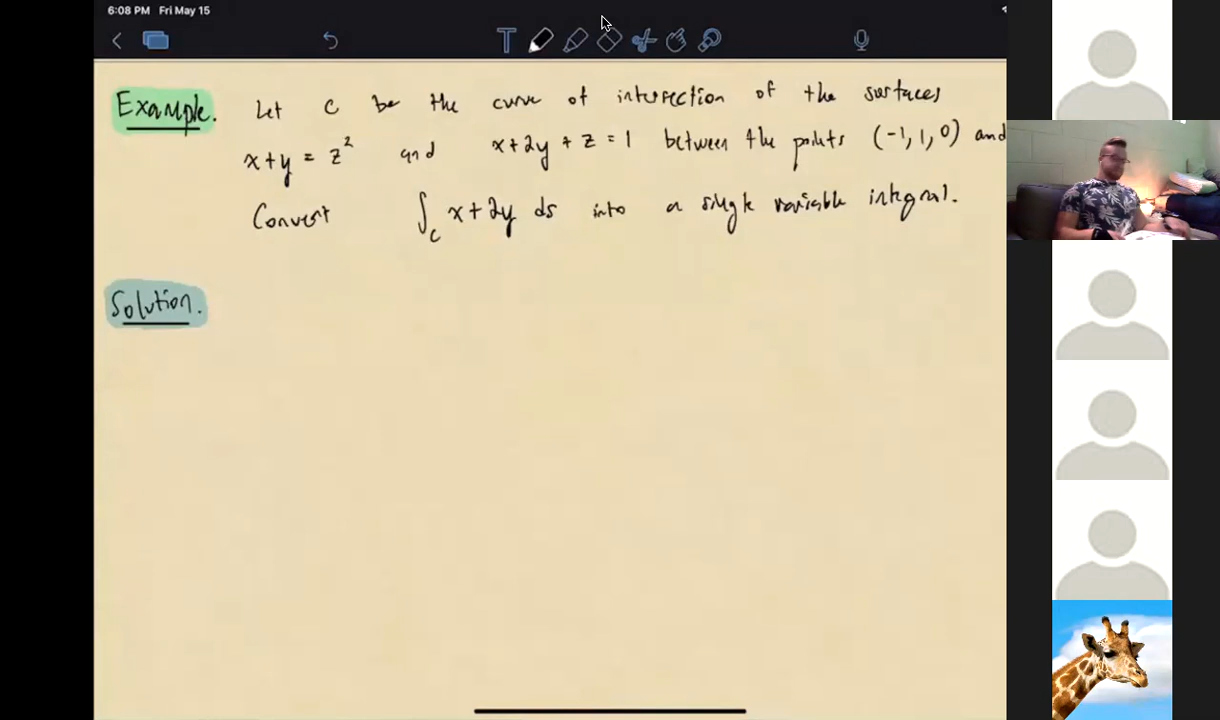 6:08 PM Fri May 15
Example. Let C be the curve of intersection of the surfaces
x+y = z² and x+2y+z=1 between the points (-1,1,0) and
Convert ∫_C x+2y ds into a single variable integral.
Solution.